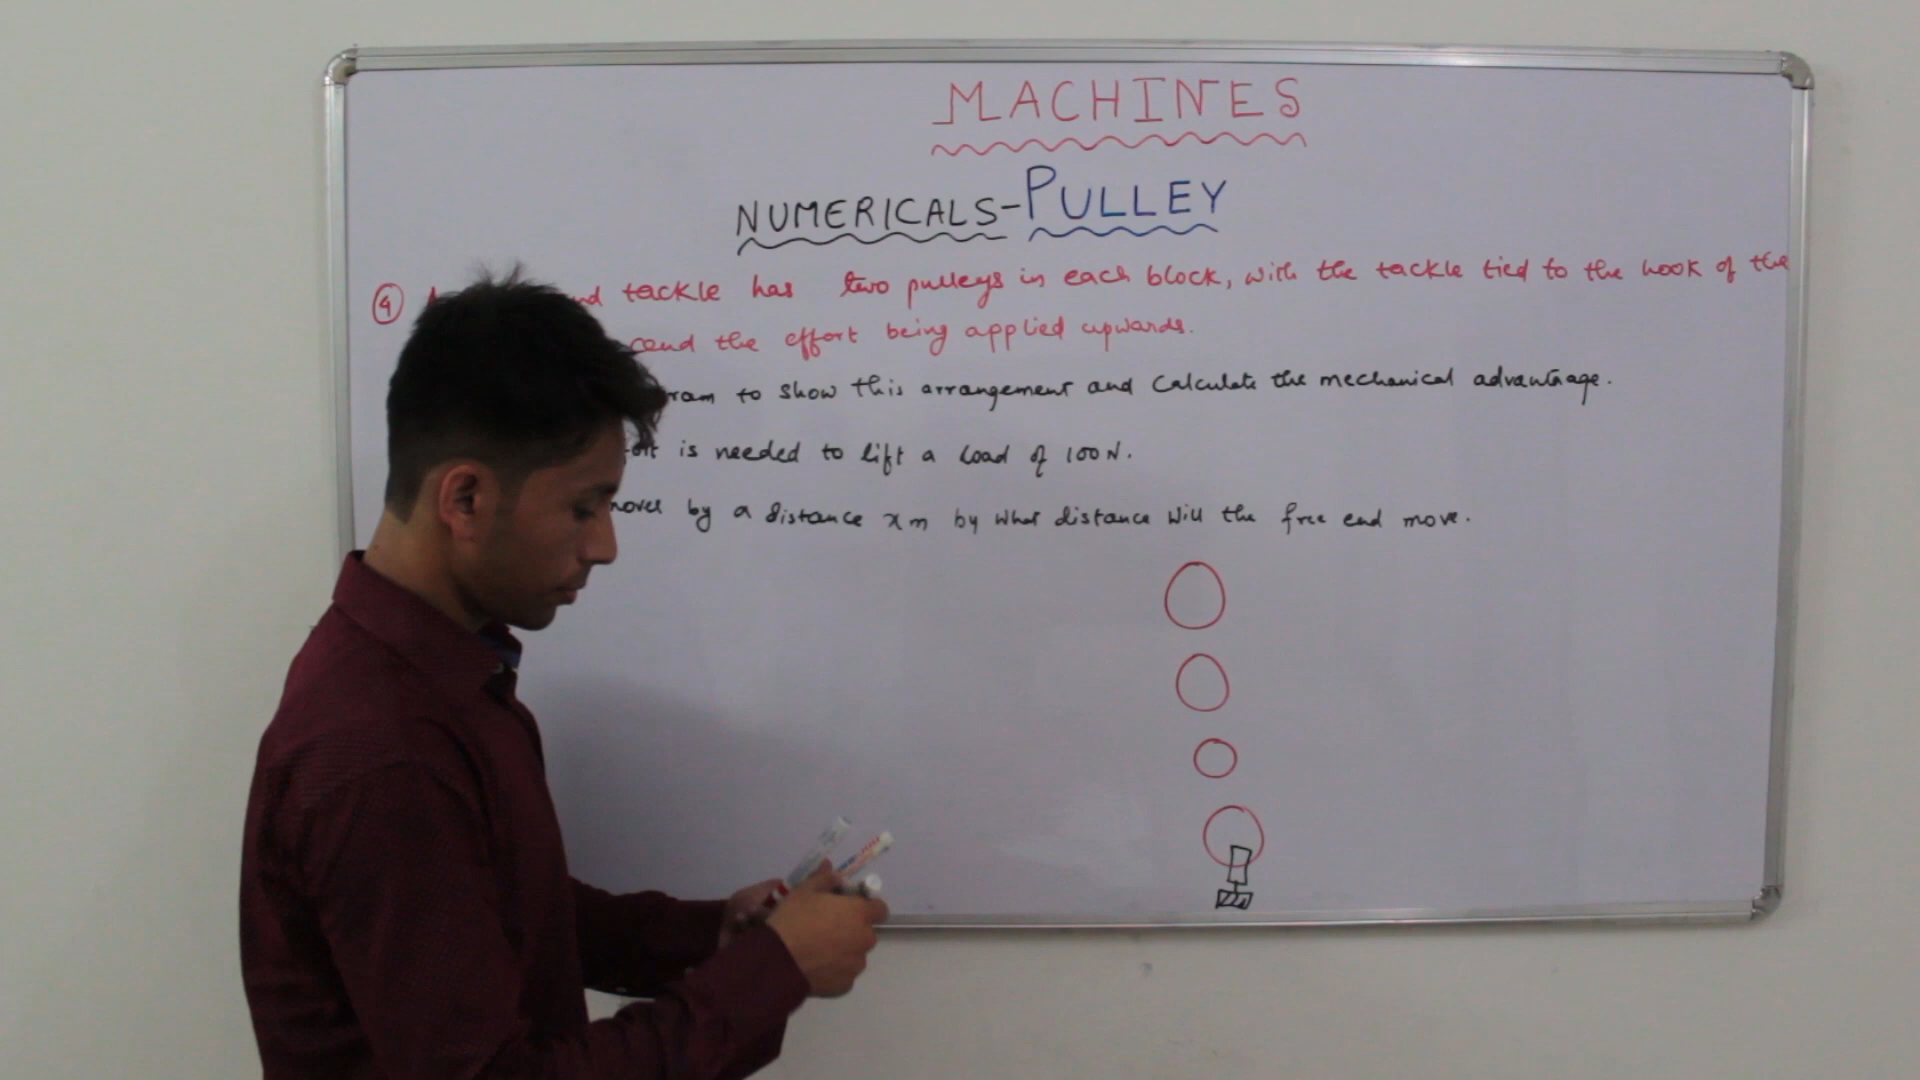 MACHINES
NUMERICALS-PULLEY
④ tackle has two pulleys in each block, with the tackle tied to the hook of the
the effort being applied upwards.
to show this arrangement and Calculate the mechanical advantage.
is needed to lift a load of 100N.
by a distance x m by what distance will the free end move.